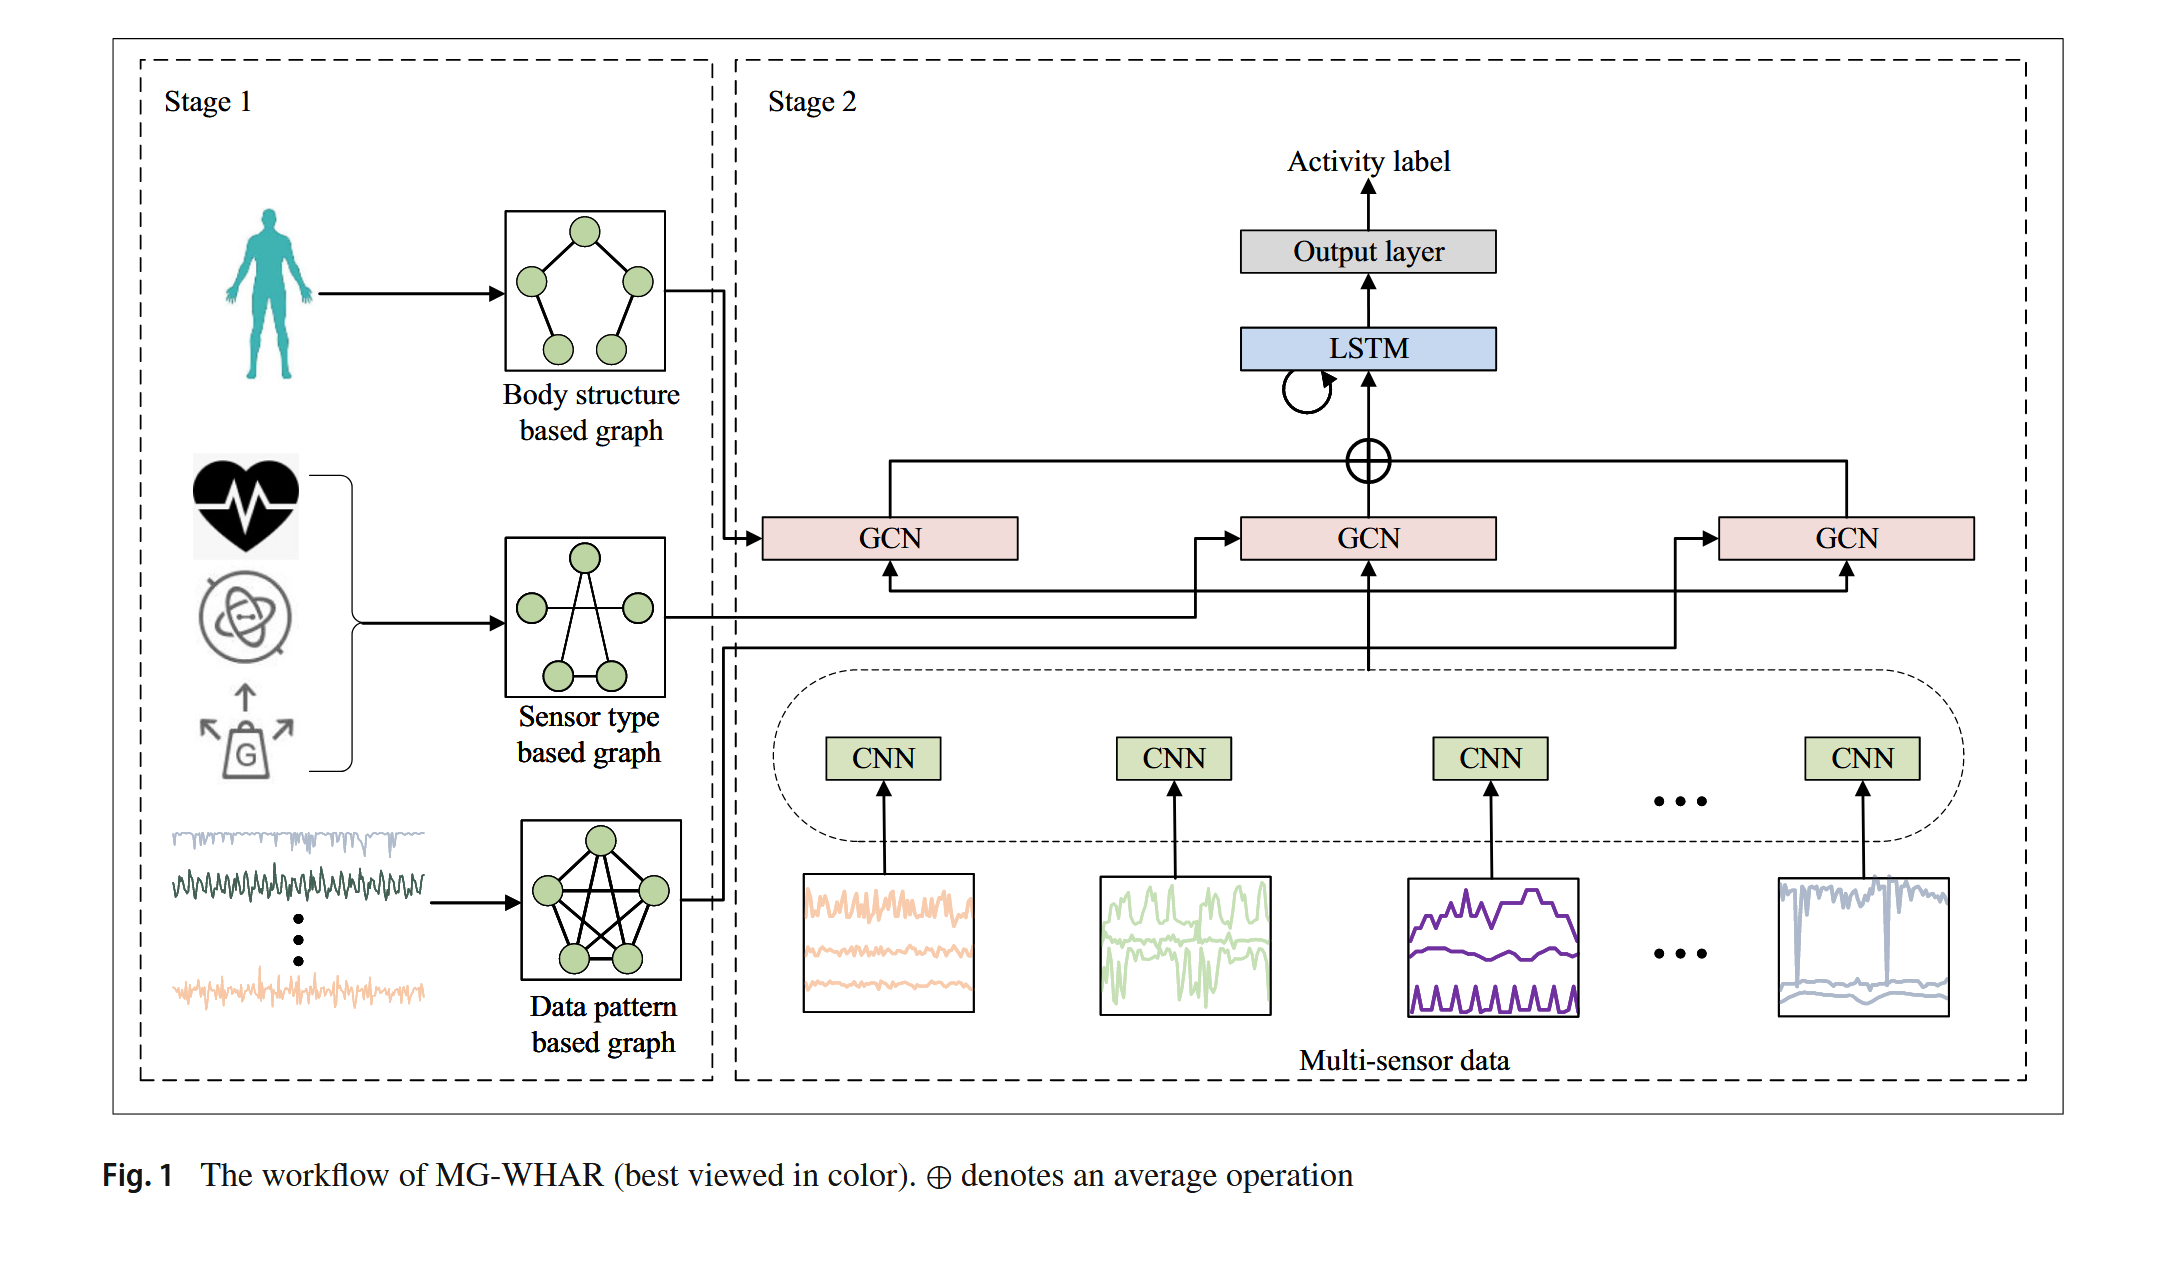 Stage 1
Stage 2
Activity label
Output layer
LSTM
Body structure
based graph
GCN
GCN
GCN
G
Sensor type
based graph
CNN
CNN
CNN
CNN
Data pattern
based graph
Multi-sensor data
Fig. 1 The workflow of MG-WHAR (best viewed in color). ⊕ denotes an average operation